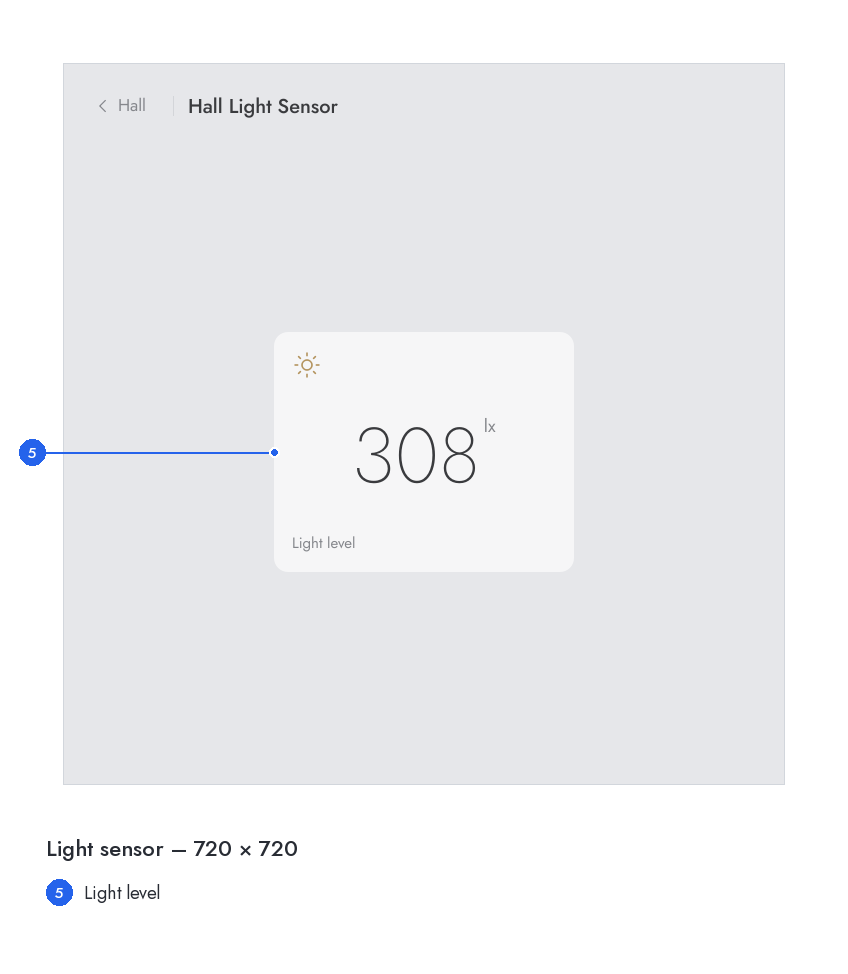 Hall
Hall Light Sensor
308 lx
5
Light level
Light sensor — 720 × 720
5 Light level